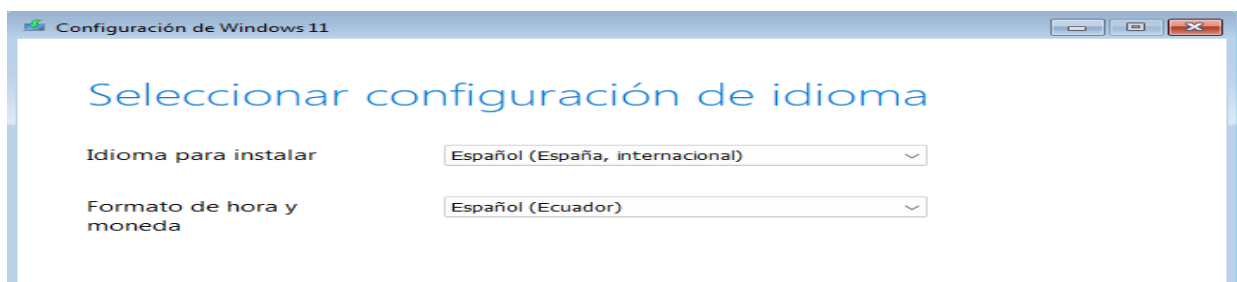 Configuración de Windows 11
Seleccionar configuración de idioma
Idioma para instalar
Español (España, internacional)
Formato de hora y
moneda
Español (Ecuador)